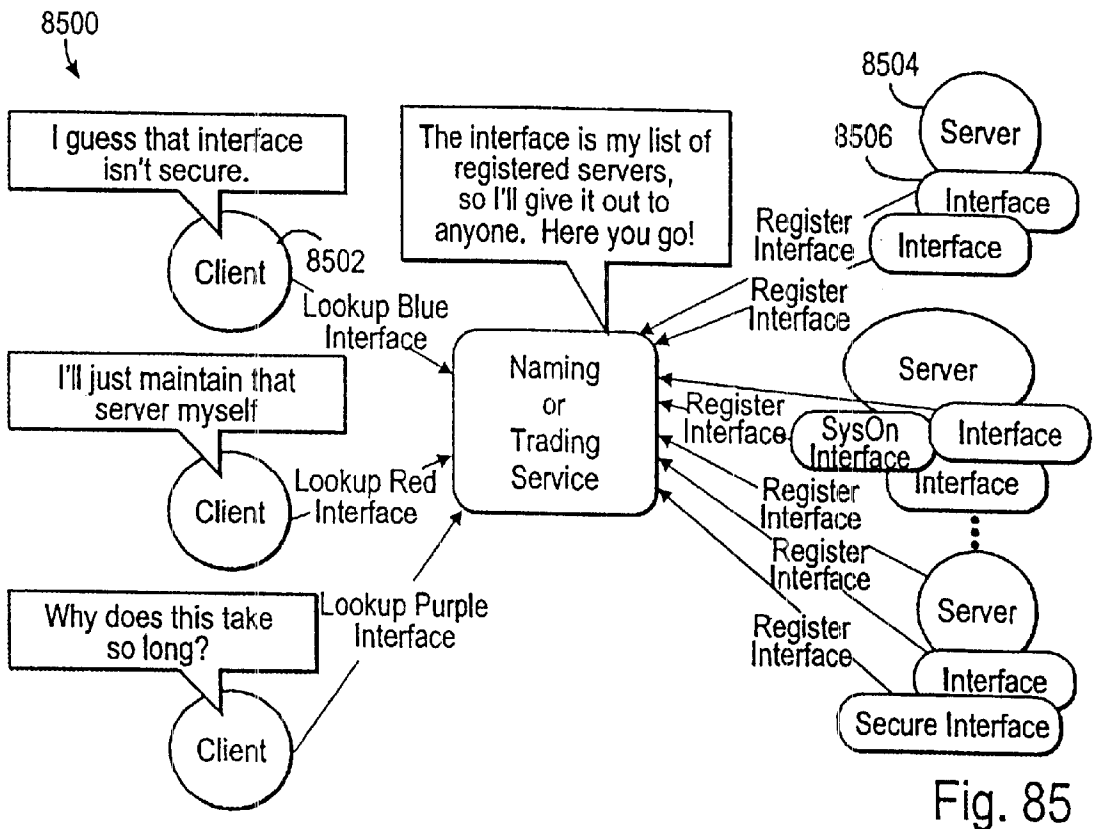 8500
I guess that interface
isn't secure.
Client
8502
Lookup Blue
Interface
I'll just maintain that
server myself
Client
Lookup Red
Interface
Why does this take
so long?
Client
Lookup Purple
Interface
The interface is my list of
registered servers,
so I'll give it out to
anyone. Here you go!
Naming
or
Trading
Service
8504
Server
8506
Interface
Interface
Register
Interface
Register
Interface
Server
Register
Interface
SysOn
Interface
Interface
Interface
Register
Interface
Register
Interface
Server
Register
Interface
Interface
Secure Interface
Fig. 85